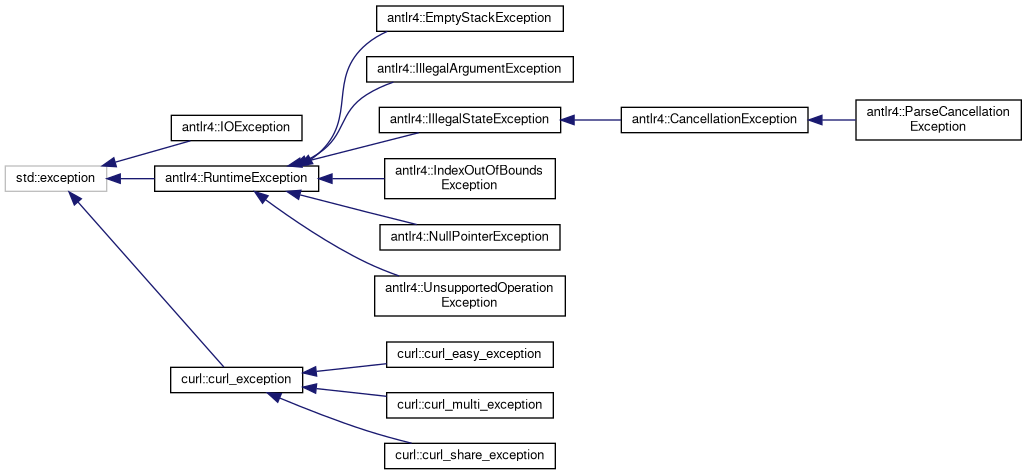 antlr4::EmptyStackException
antlr4::IllegalArgumentException
antlr4::IOException
antlr4::IllegalStateException
antlr4::CancellationException
antlr4::ParseCancellation
Exception
std::exception
antlr4::RuntimeException
antlr4::IndexOutOfBounds
Exception
antlr4::NullPointerException
antlr4::UnsupportedOperation
Exception
curl::curl_exception
curl::curl_easy_exception
curl::curl_multi_exception
curl::curl_share_exception